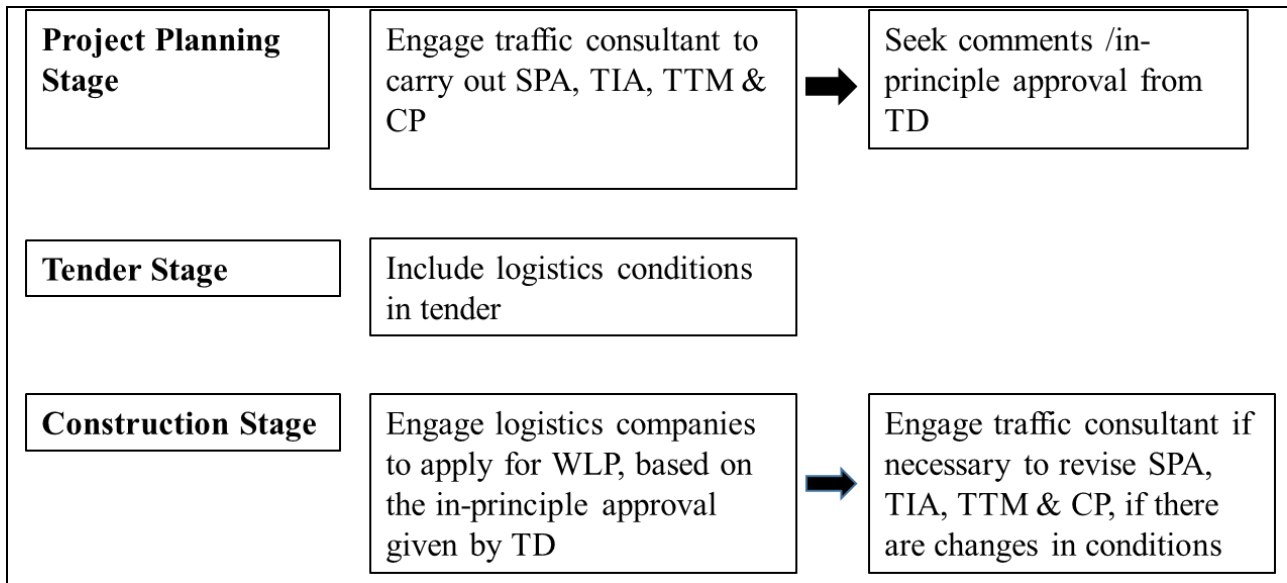 Project Planning
Stage
Engage traffic consultant to
carry out SPA, TIA, TTM &
CP
Seek comments /in-
principle approval from
TD
Tender Stage
Include logistics conditions
in tender
Construction Stage
Engage logistics companies
to apply for WLP, based on
the in-principle approval
given by TD
Engage traffic consultant if
necessary to revise SPA,
TIA, TTM & CP, if there
are changes in conditions